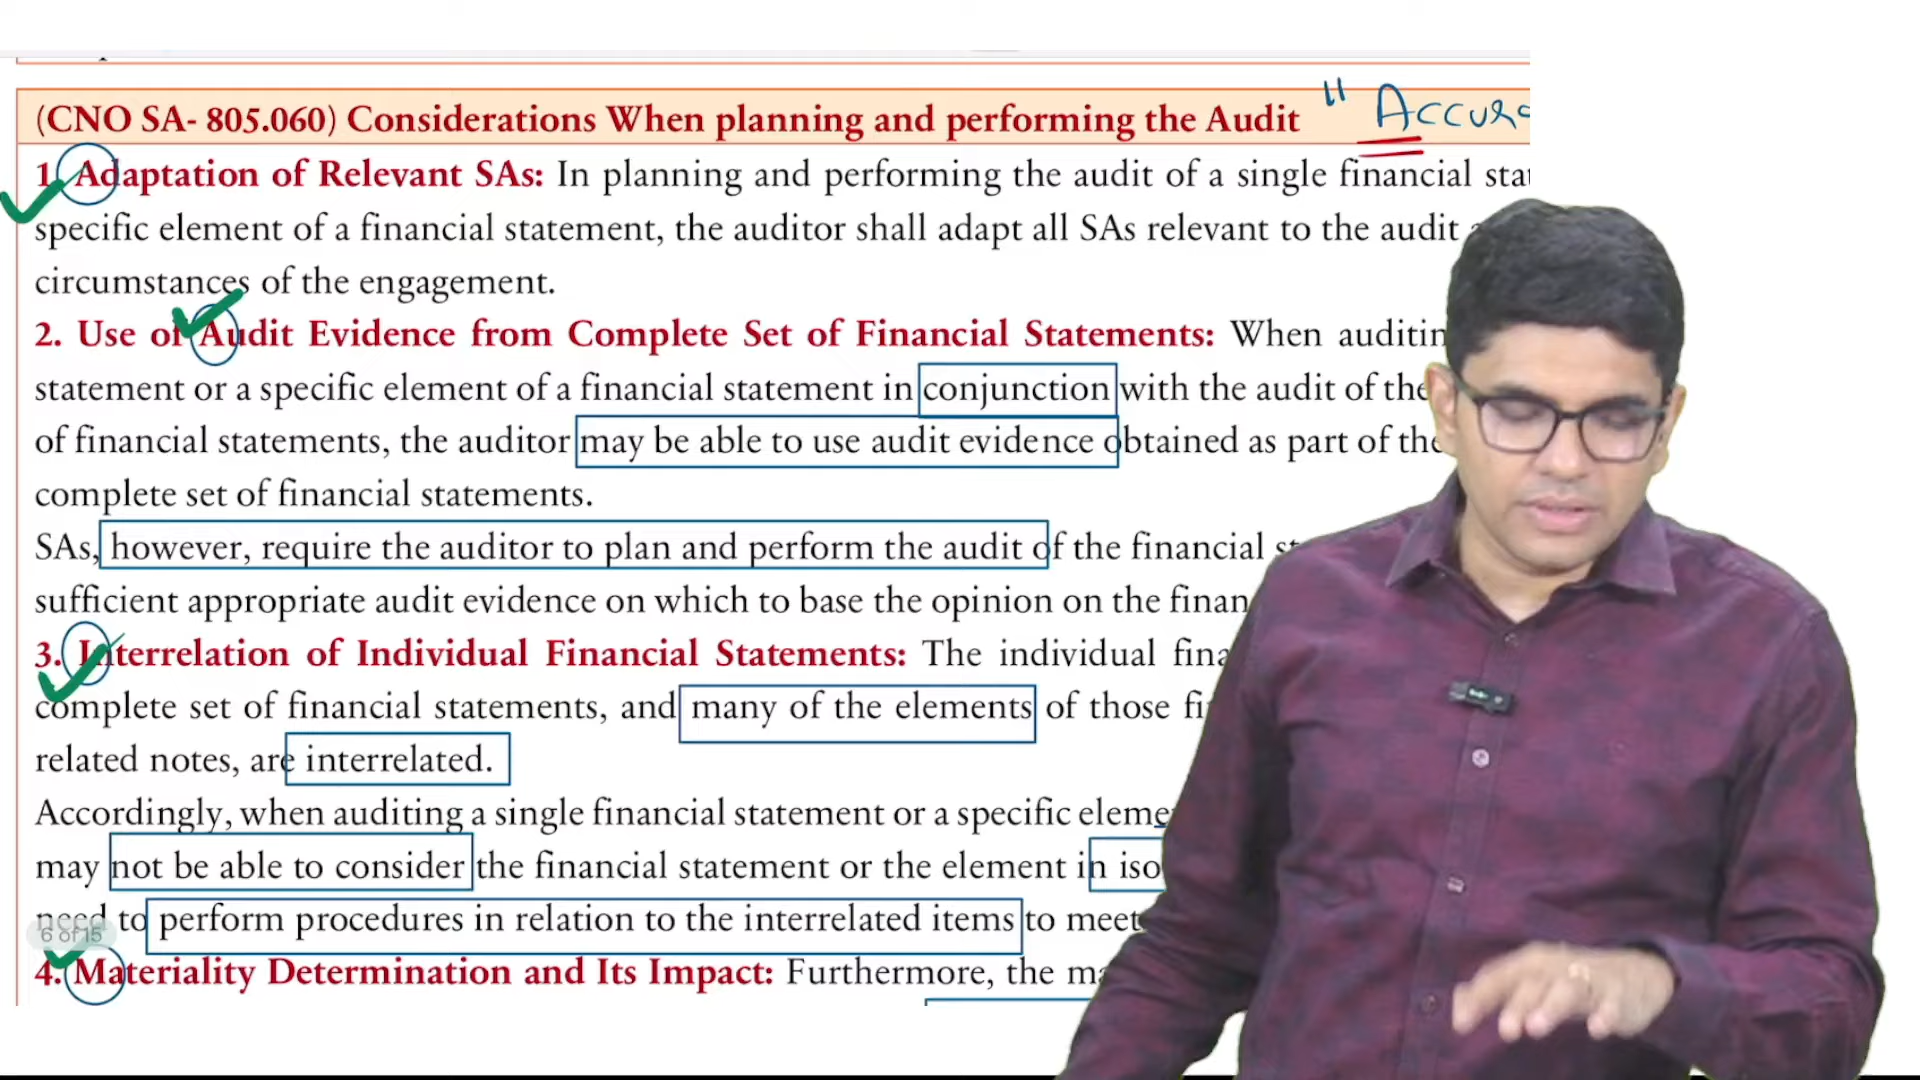 (CNO SA- 805.060) Considerations When planning and performing the Audit " Accura
1. Adaptation of Relevant SAs: In planning and performing the audit of a single financial
specific element of a financial statement, the auditor shall adapt all SAs relevant to the audit
circumstances of the engagement.
2. Use of Audit Evidence from Complete Set of Financial Statements: When
statement or a specific element of a financial statement in conjunction with the audit of the
of financial statements, the auditor may be able to use audit evidence obtained as part of the
complete set of financial statements.
SAs, however, require the auditor to plan and perform the audit of the financial
sufficient appropriate audit evidence on which to base the opinion on the
3. Interrelation of Individual Financial Statements: The individual
complete set of financial statements, and many of the elements of those
related notes, are interrelated.
Accordingly, when auditing a single financial statement or a specific
may not be able to consider the financial statement or the element in
need to perform procedures in relation to the interrelated items to meet
6 of 15
4. Materiality Determination and Its Impact: Furthermore, the